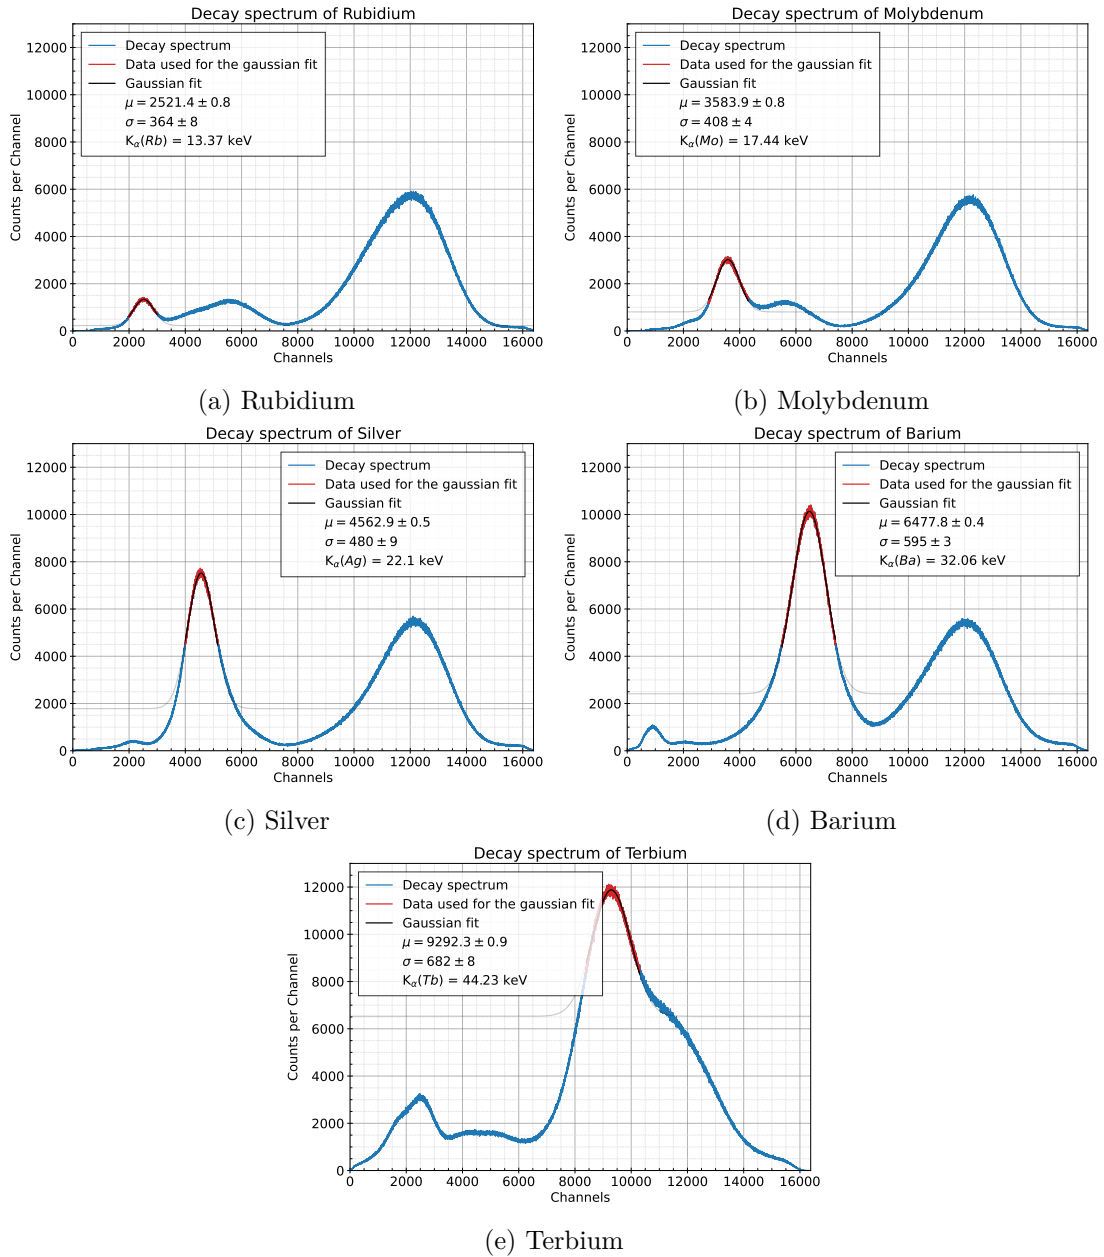 Decay spectrum of Rubidium
Counts per Channel
12000
10000
8000
6000
4000
2000
0
Decay spectrum
Data used for the gaussian fit
Gaussian fit
μ = 2521.4 ± 0.8
σ = 364 ± 8
Kα(Rb) = 13.37 keV
0 2000 4000 6000 8000 10000 12000 14000 16000
Channels
(a) Rubidium
Decay spectrum of Molybdenum
Counts per Channel
12000
10000
8000
6000
4000
2000
0
Decay spectrum
Data used for the gaussian fit
Gaussian fit
μ = 3583.9 ± 0.8
σ = 408 ± 4
Kα(Mo) = 17.44 keV
0 2000 4000 6000 8000 10000 12000 14000 16000
Channels
(b) Molybdenum
Decay spectrum of Silver
Counts per Channel
12000
10000
8000
6000
4000
2000
0
Decay spectrum
Data used for the gaussian fit
Gaussian fit
μ = 4562.9 ± 0.5
σ = 480 ± 9
Kα(Ag) = 22.1 keV
0 2000 4000 6000 8000 10000 12000 14000 16000
Channels
(c) Silver
Decay spectrum of Barium
Counts per Channel
12000
10000
8000
6000
4000
2000
0
Decay spectrum
Data used for the gaussian fit
Gaussian fit
μ = 6477.8 ± 0.4
σ = 595 ± 3
Kα(Ba) = 32.06 keV
0 2000 4000 6000 8000 10000 12000 14000 16000
Channels
(d) Barium
Decay spectrum of Terbium
Counts per Channel
12000
10000
8000
6000
4000
2000
0
Decay spectrum
Data used for the gaussian fit
Gaussian fit
μ = 9292.3 ± 0.9
σ = 682 ± 8
Kα(Tb) = 44.23 keV
0 2000 4000 6000 8000 10000 12000 14000 16000
Channels
(e) Terbium